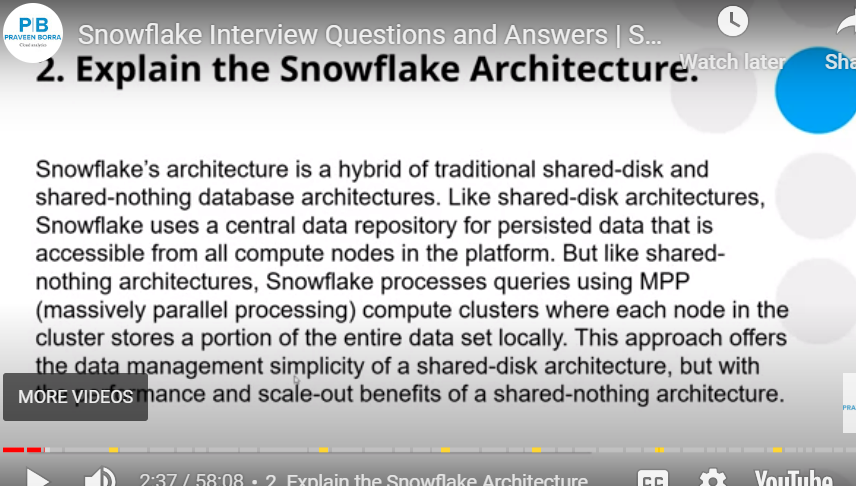 P|B
PRAVEEN BORRA
Snowflake Interview Questions and Answers | S...
Watch later
Sha
2. Explain the Snowflake Architecture.
Snowflake's architecture is a hybrid of traditional shared-disk and
shared-nothing database architectures. Like shared-disk architectures,
Snowflake uses a central data repository for persisted data that is
accessible from all compute nodes in the platform. But like shared-
nothing architectures, Snowflake processes queries using MPP
(massively parallel processing) compute clusters where each node in the
cluster stores a portion of the entire data set locally. This approach offers
the data management simplicity of a shared-disk architecture, but with
the performance and scale-out benefits of a shared-nothing architecture.
MORE VIDEOS
PRA
2:37 / 58:08 • 2. Explain the Snowflake Architecture
CC
YouTube